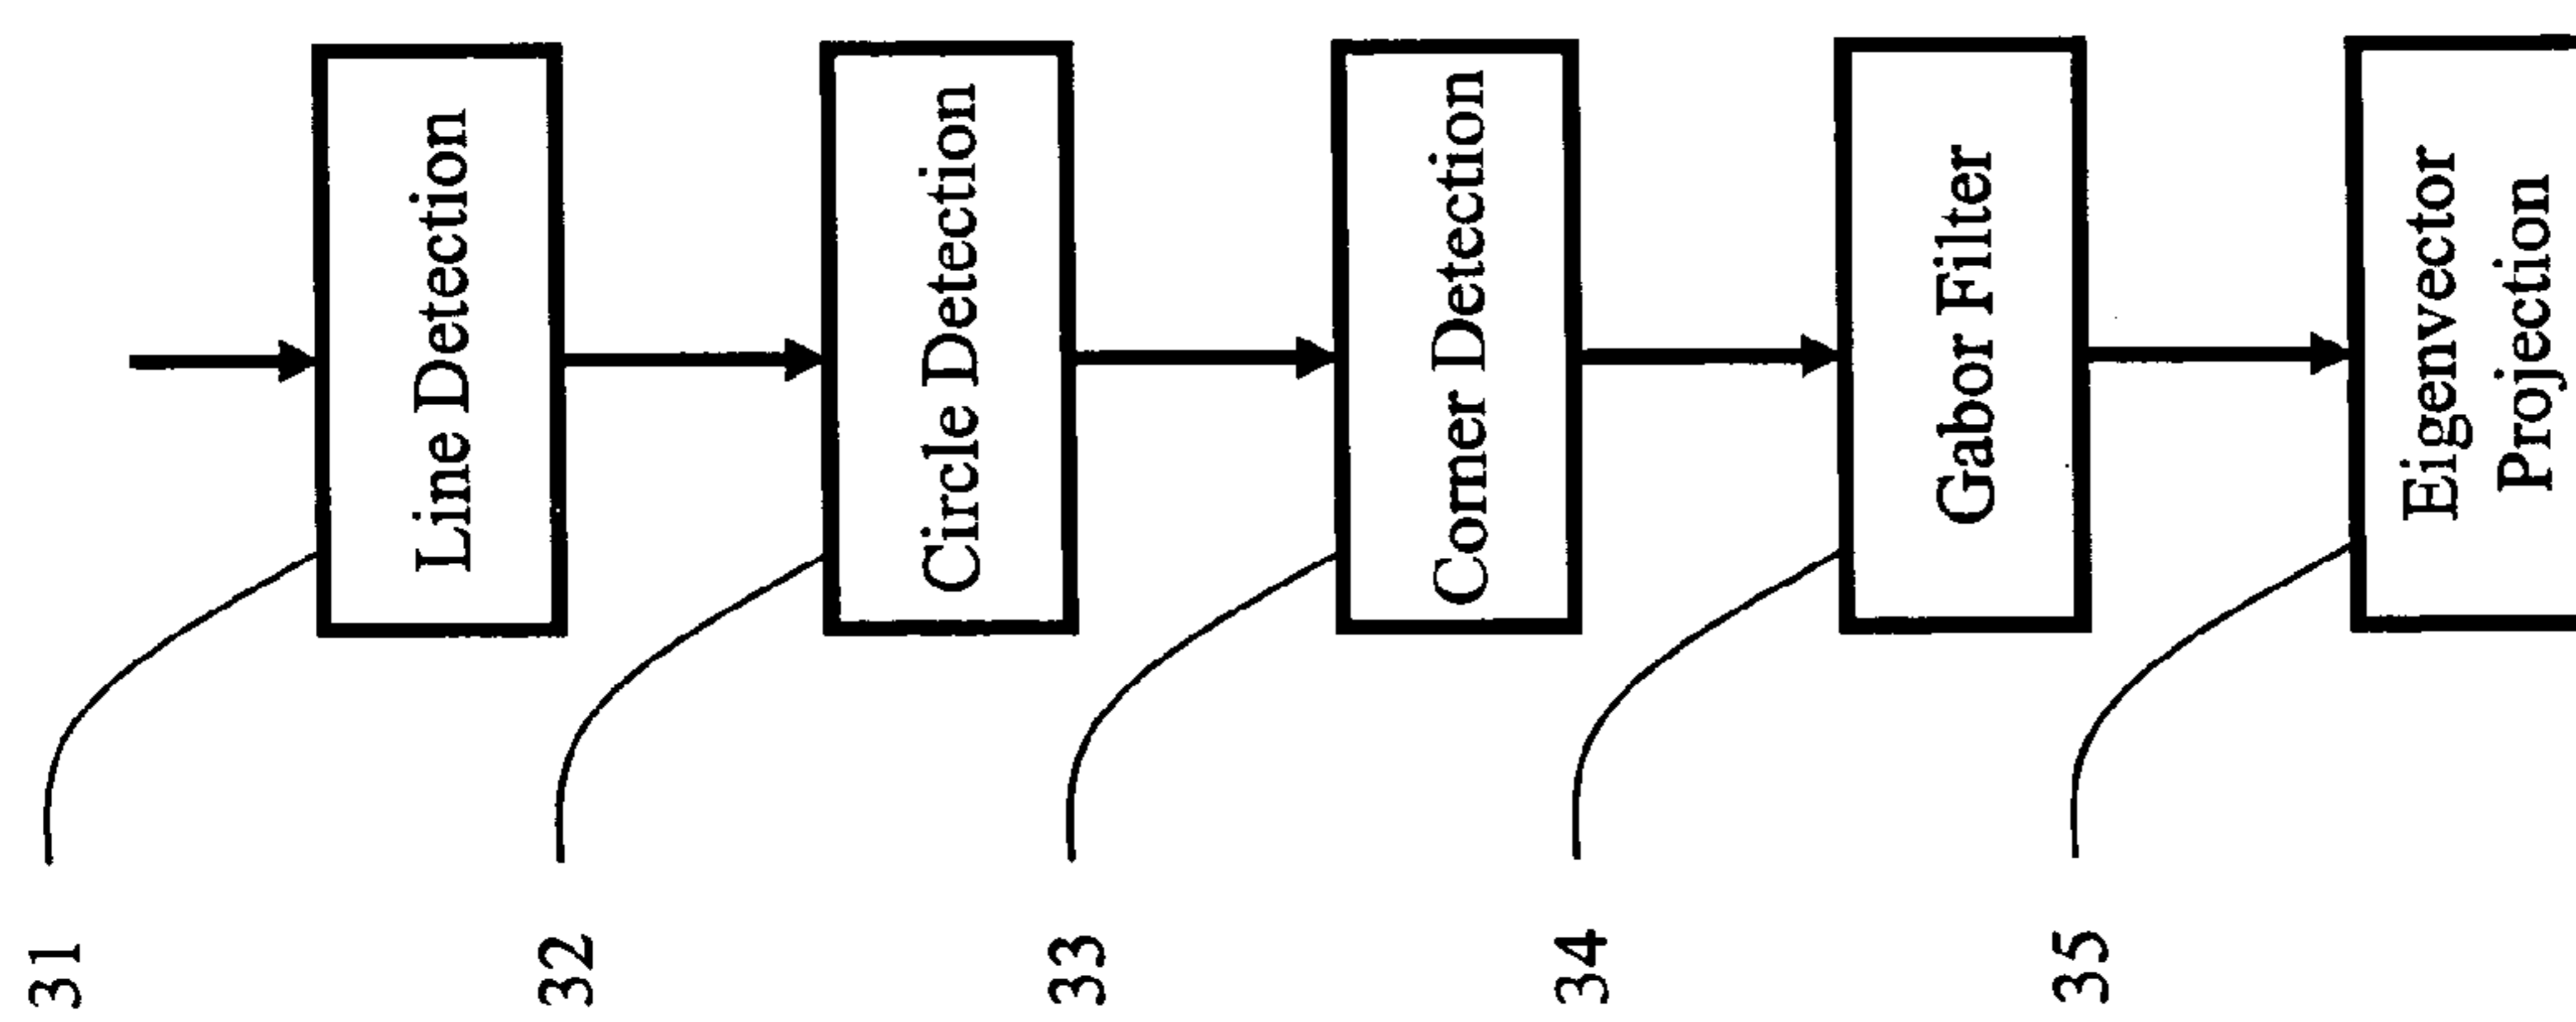 31
Line Detection
32
Circle Detection
33
Corner Detection
34
Gabor Filter
35
Eigenvector
Projection